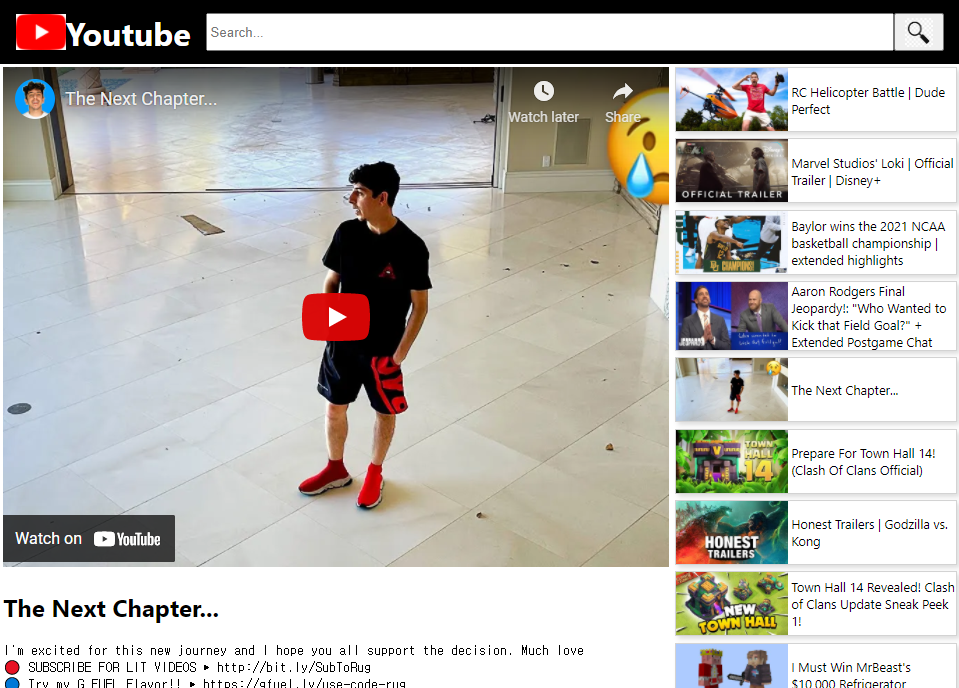 Youtube
Search...
The Next Chapter...
Watch later
Share
Watch on YouTube
The Next Chapter...
I'm excited for this new journey and I hope you all support the decision. Much love
SUBSCRIBE FOR LIT VIDEOS ▸ http://bit.ly/SubToRug
Try my G FUEL Flavor!! ▸ https://gfuel.ly/use-code-rug
RC Helicopter Battle | Dude
Perfect
OFFICIAL TRAILER
Marvel Studios' Loki | Official
Trailer | Disney+
CHAMPIONS
Baylor wins the 2021 NCAA
basketball championship |
extended highlights
JEOPARDY!
Aaron Rodgers Final
Jeopardy!: "Who Wanted to
Kick that Field Goal?" +
Extended Postgame Chat
The Next Chapter...
TOWN
HALL
14
Prepare For Town Hall 14!
(Clash Of Clans Official)
HONEST
TRAILERS
Honest Trailers | Godzilla vs.
Kong
NEW
TOWN HALL
Town Hall 14 Revealed! Clash
of Clans Update Sneak Peek
1!
I Must Win MrBeast's
$10,000 Refrigerator